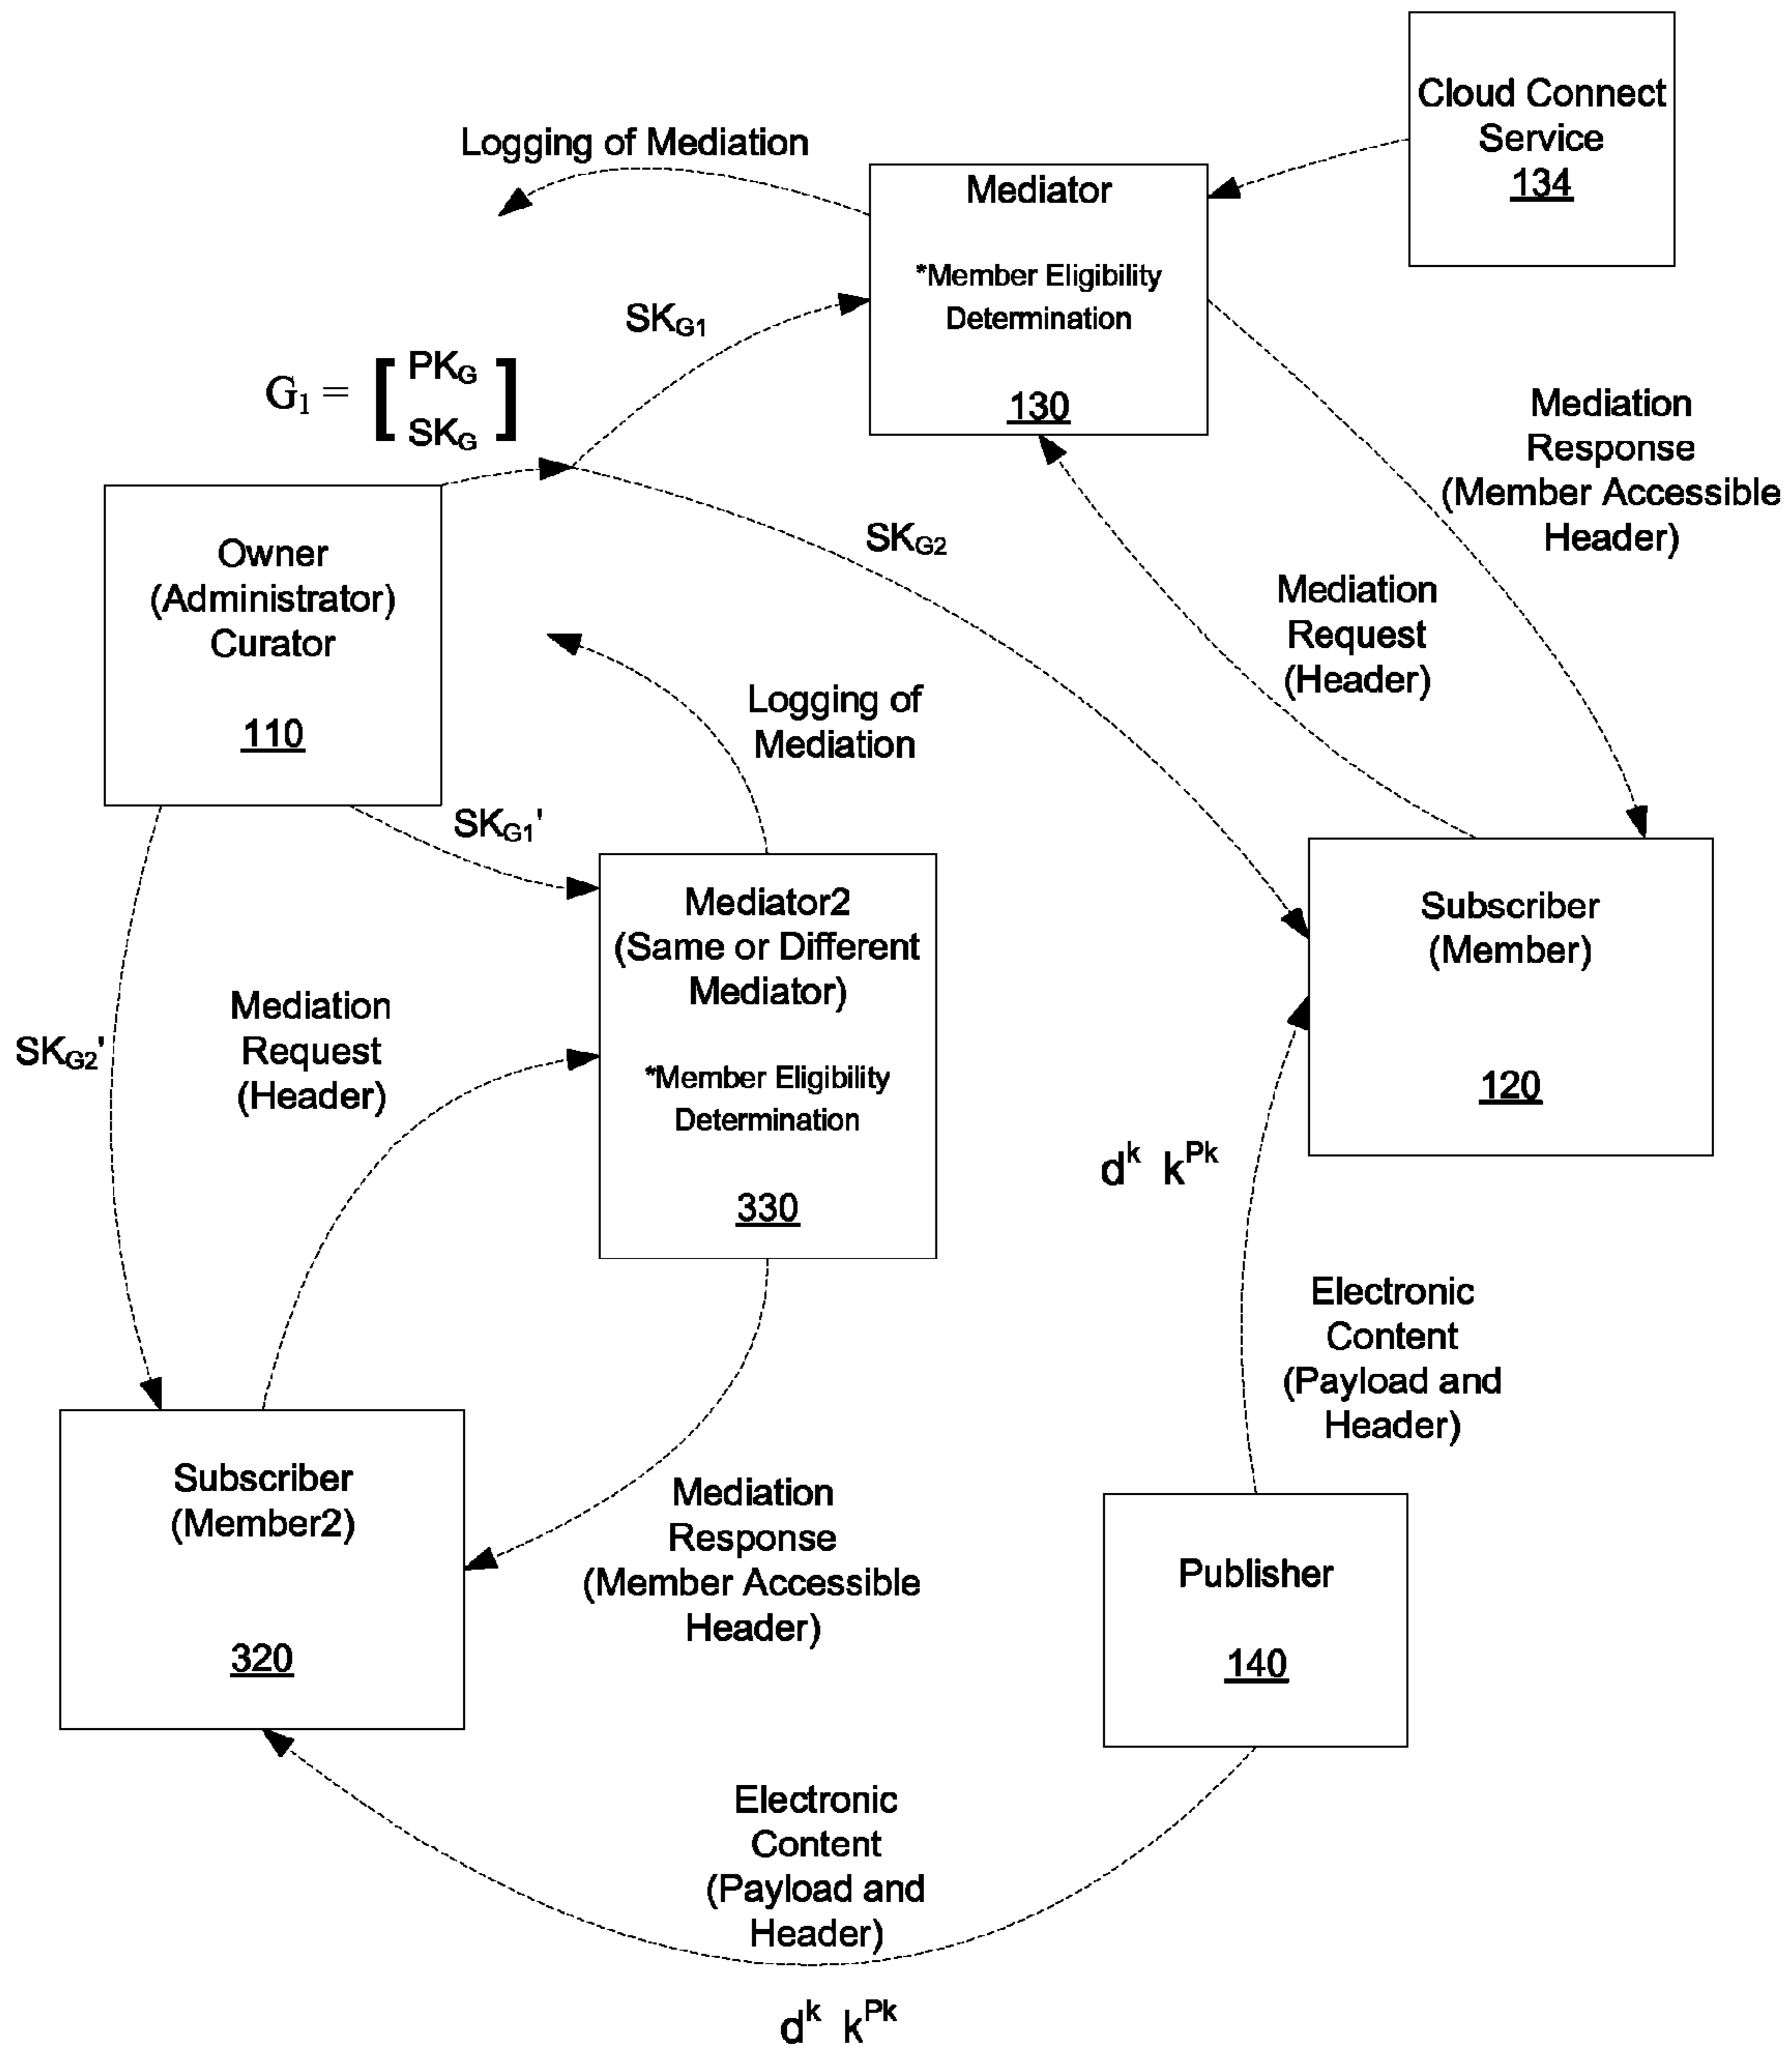 Cloud Connect
Service
134
Logging of Mediation
Mediator
*Member Eligibility
Determination
130
SKG1
G1 = [ PKG
SKG ]
Mediation
Response
(Member Accessible
Header)
Owner
(Administrator)
Curator
110
SKG2
Mediation
Request
(Header)
Logging of
Mediation
SKG1'
Mediator2
(Same or Different
Mediator)
*Member Eligibility
Determination
330
Subscriber
(Member)
120
SKG2'
Mediation
Request
(Header)
dk kPk
Electronic
Content
(Payload and
Header)
Subscriber
(Member2)
320
Mediation
Response
(Member Accessible
Header)
Publisher
140
Electronic
Content
(Payload and
Header)
dk kPk